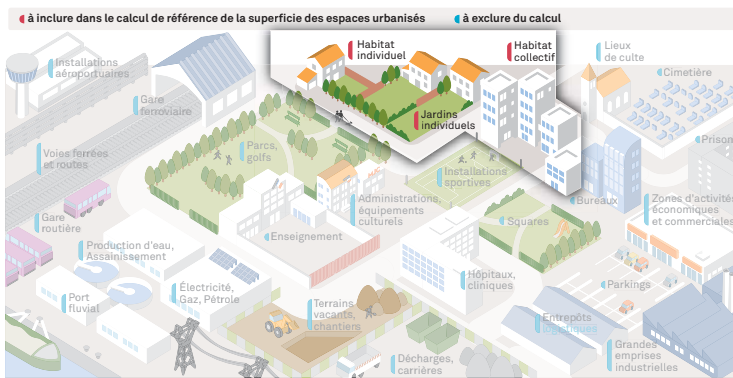 à inclure dans le calcul de référence de la superficie des espaces urbanisés
à exclure du calcul
Habitat
individuel
Habitat
collectif
Lieux
de culte
Installations
aéroportuaires
Cimetière
Gare
ferroviaire
Jardins
individuels
Prison
Voies ferrées
et routes
Parcs,
golfs
Installations
sportives
Administrations,
équipements
culturels
Bureaux
Zones d'activités
économiques
et commerciales
Gare
routière
Squares
Enseignement
Production d'eau,
Assainissement
Hôpitaux,
cliniques
Électricité,
Gaz, Pétrole
Parkings
Port
fluvial
Terrains
vacants,
chantiers
Entrepôts
logistiques
Grandes
emprises
industrielles
Décharges,
carrières